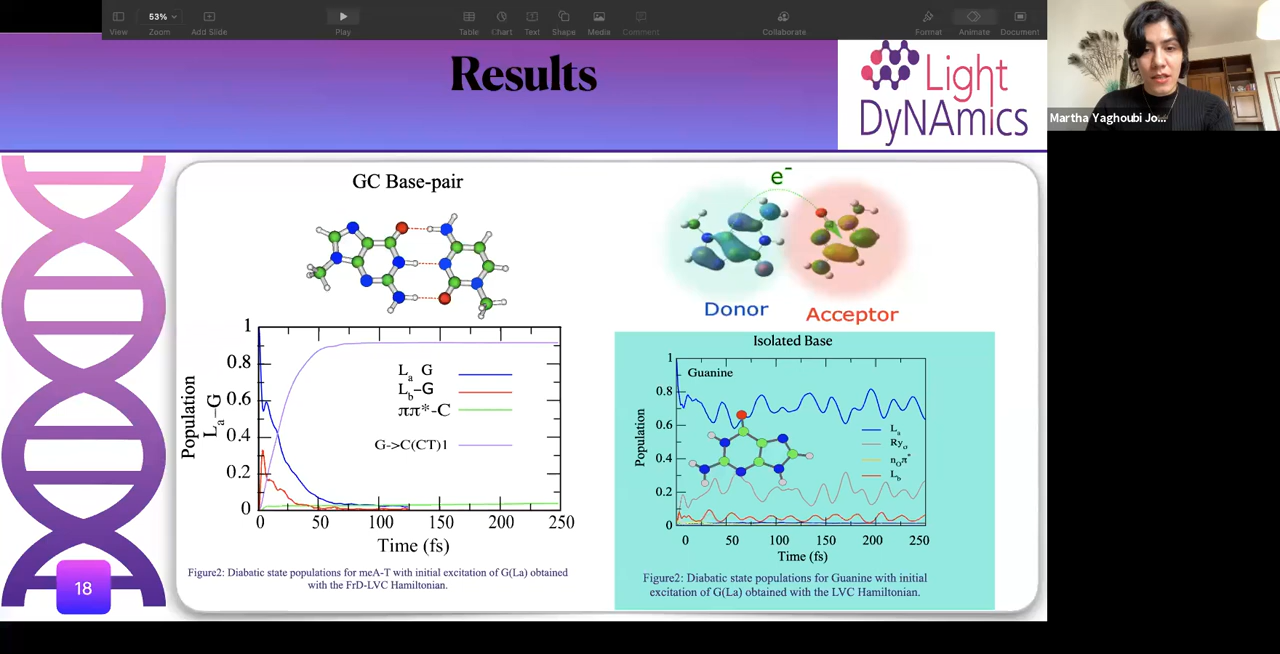 53%
View
Zoom
Add Slide
Play
Table
Chart
Text
Shape
Media
Comment
Collaborate
Format
Animate
Document
Results
Light
DyNAmics
Martha Yaghoubi Jo...
GC Base-pair
e-
Donor
Acceptor
1
0.8
0.6
0.4
0.2
0
Population
La–G
La G
Lb–G
ππ*-C
G->C(CT)1
0 50 100 150 200 250
Time (fs)
Figure2: Diabatic state populations for meA-T with initial excitation of G(La) obtained
with the FrD-LVC Hamiltonian.
Isolated Base
Guanine
1
0.8
0.6
0.4
0.2
0
Population
La
Ryσ
nOπ*
Lb
0 50 100 150 200 250
Time (fs)
Figure2: Diabatic state populations for Guanine with initial
excitation of G(La) obtained with the LVC Hamiltonian.
18